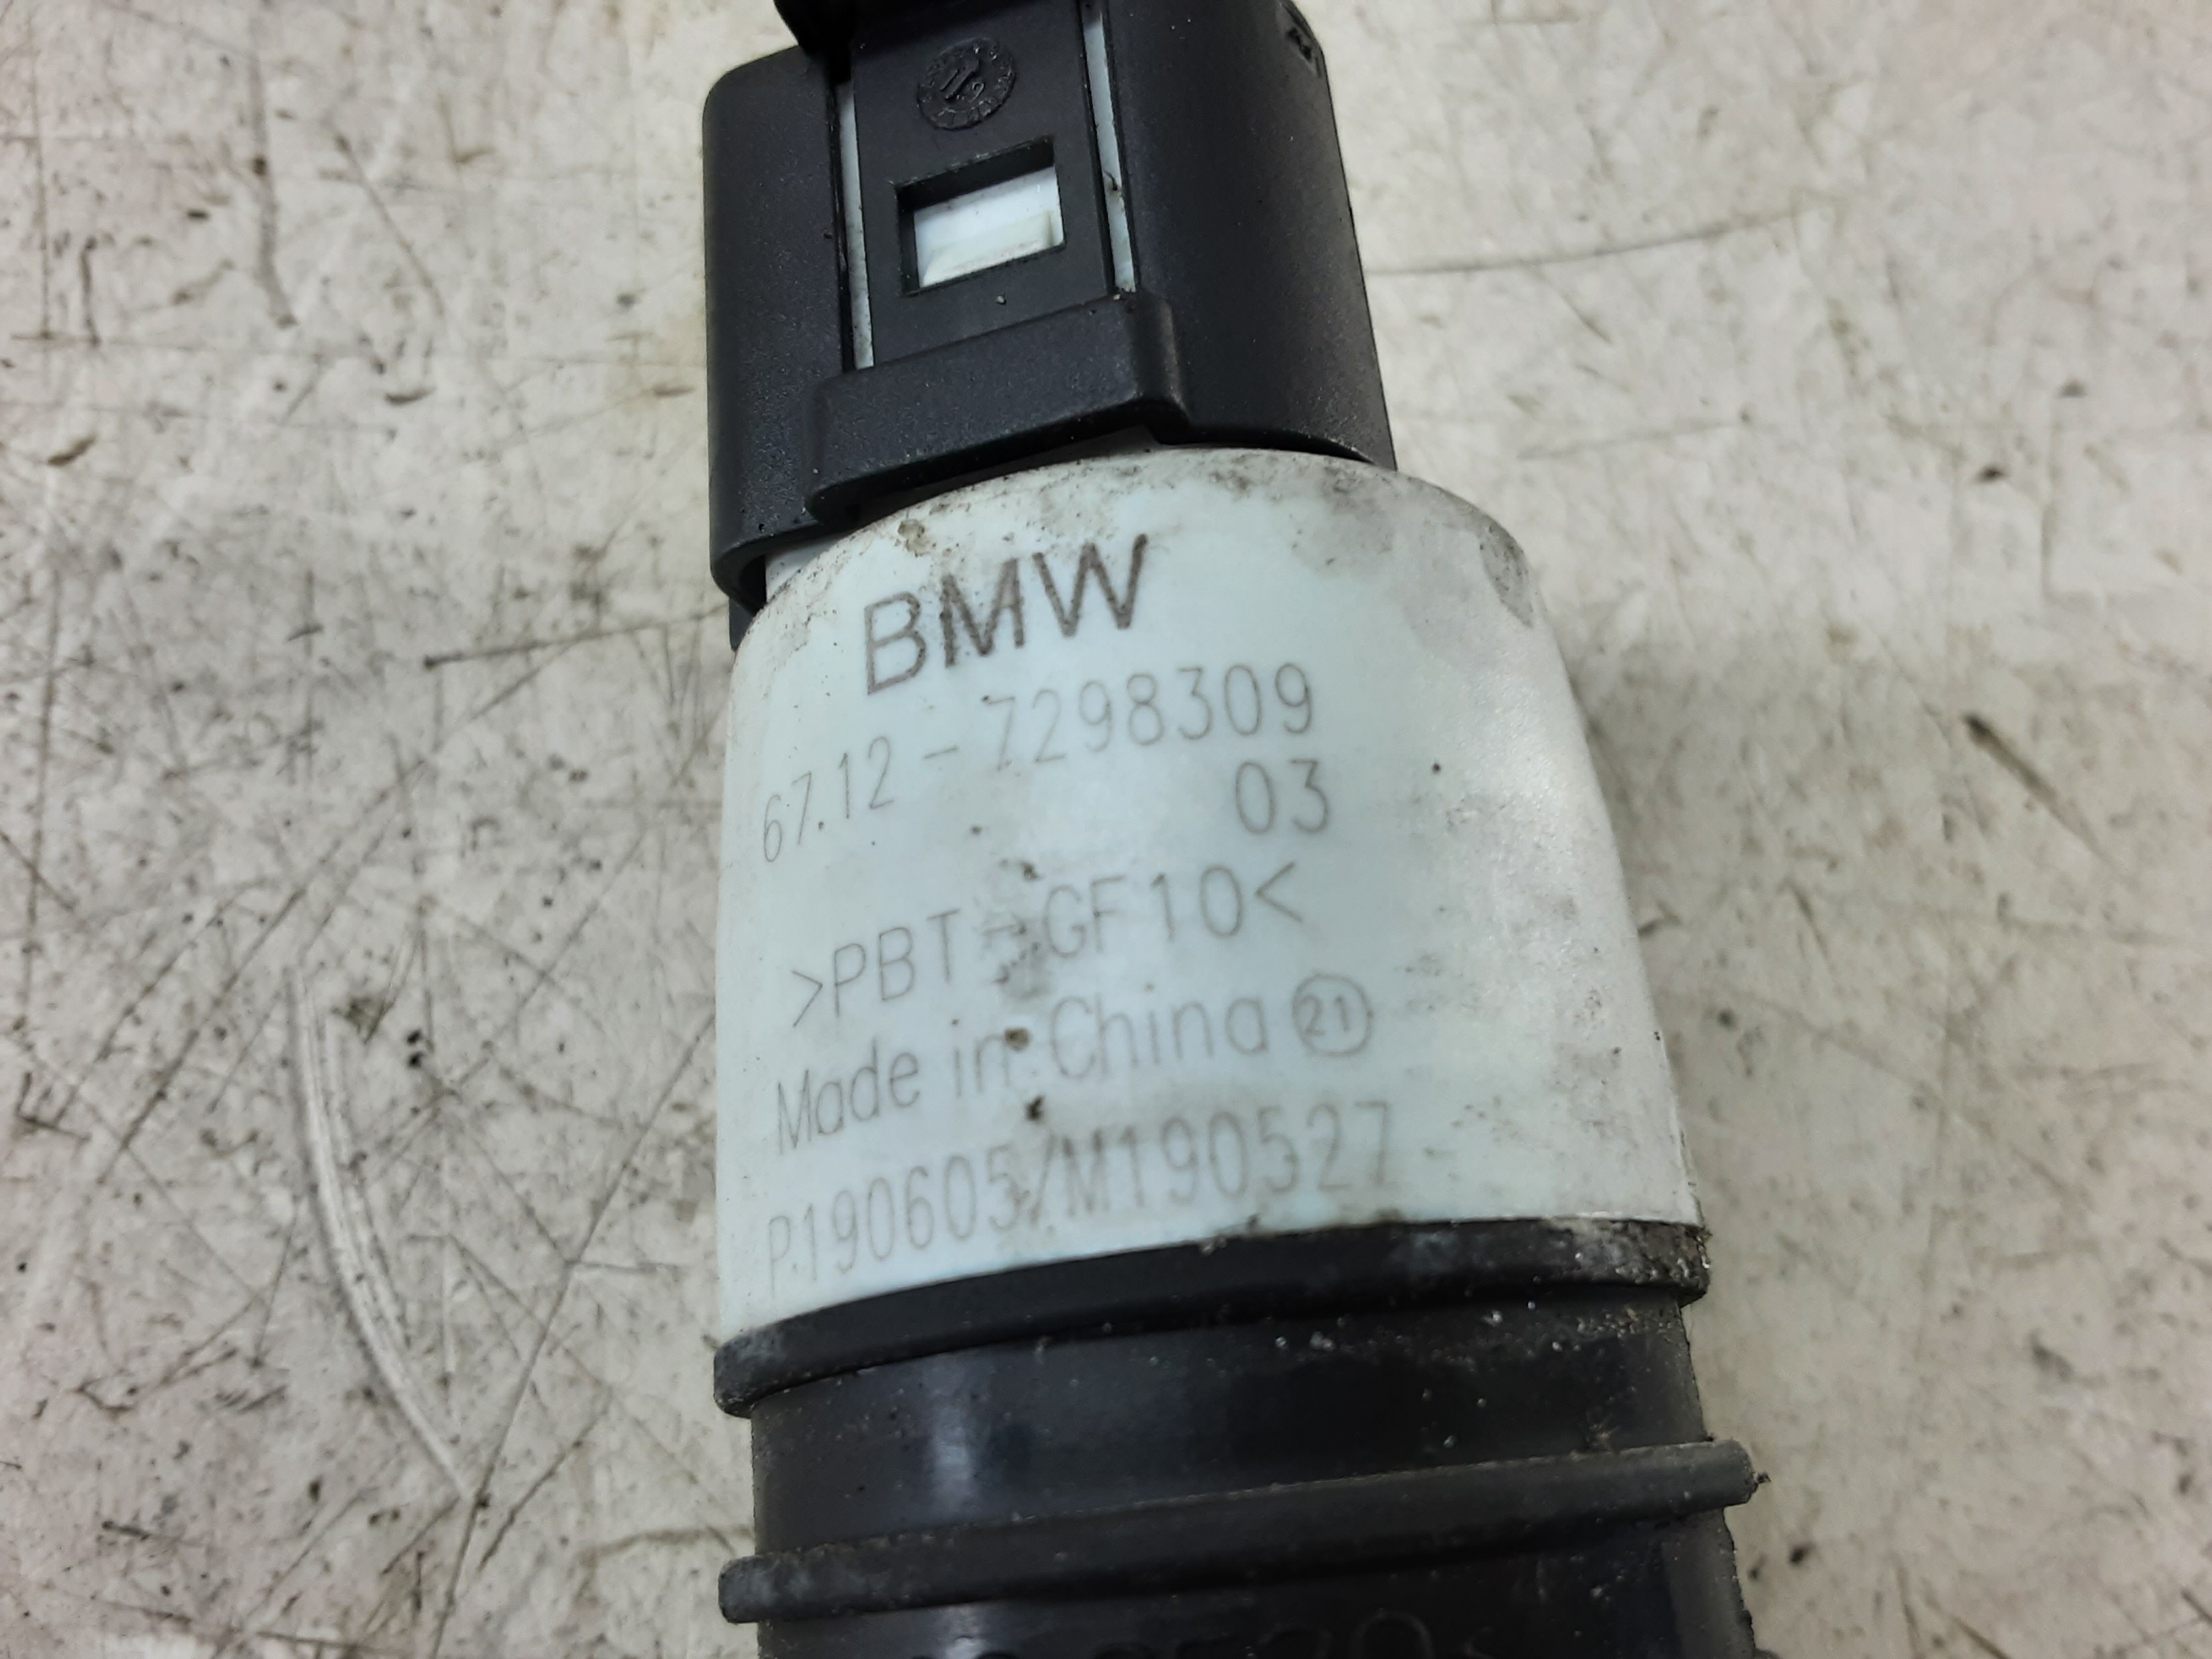 BMW
67.12-7298309
03
>PBT-GF10<
Made in China 21
P190605/M190527